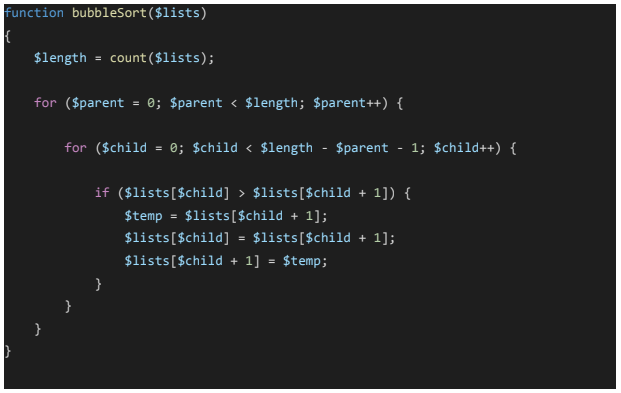 function bubbleSort($lists)
{
    $length = count($lists);
    for ($parent = 0; $parent < $length; $parent++) {
        for ($child = 0; $child < $length - $parent - 1; $child++) {
            if ($lists[$child] > $lists[$child + 1]) {
                $temp = $lists[$child + 1];
                $lists[$child] = $lists[$child + 1];
                $lists[$child + 1] = $temp;
            }
        }
    }
}